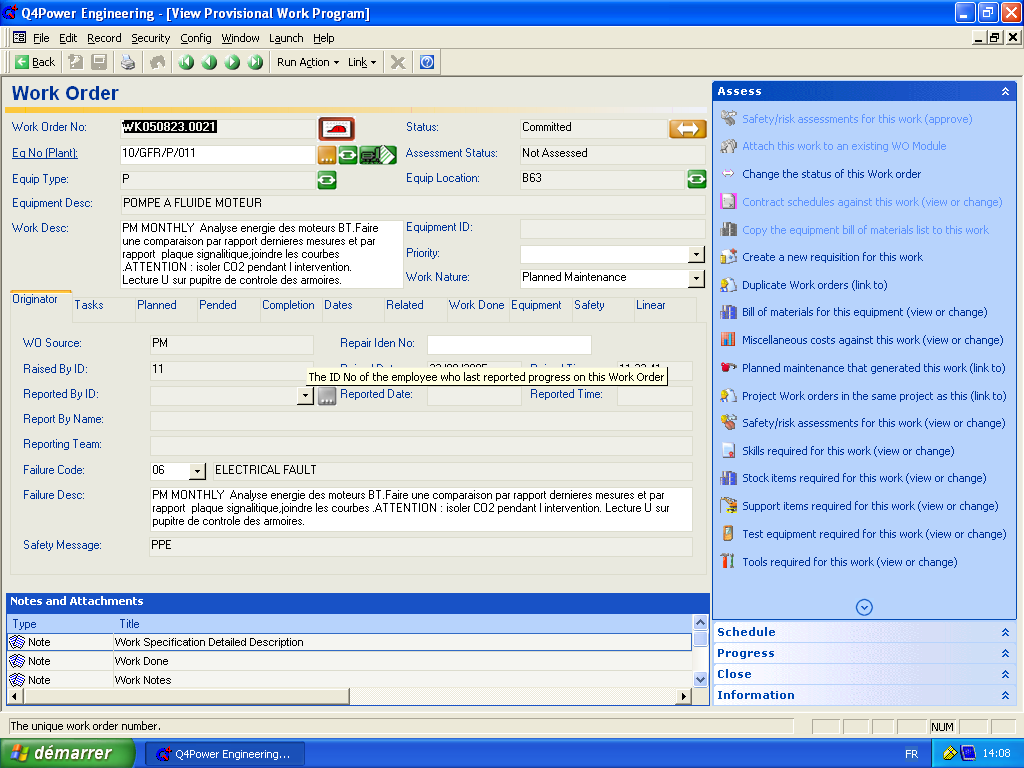 Q4Power Engineering - [View Provisional Work Program]
File Edit Record Security Config Window Launch Help
Back Run Action Link
Work Order
Work Order No: WK050823.0021 Status: Committed
Eq No (Plant): 10/GFR/P/011 Assessment Status: Not Assessed
Equip Type: P Equip Location: B63
Equipment Desc: POMPE A FLUIDE MOTEUR
Work Desc: PM MONTHLY Analyse energie des moteurs BT.Faire
une comparaison par rapport dernieres mesures et par
rapport plaque signalitique,joindre les courbes
.ATTENTION : isoler CO2 pendant l intervention.
Lecture U sur pupitre de controle des armoires.
Equipment ID:
Priority:
Work Nature: Planned Maintenance
Originator Tasks Planned Pended Completion Dates Related Work Done Equipment Safety Linear
WO Source: PM Repair Iden No:
Raised By ID: 11
The ID No of the employee who last reported progress on this Work Order
Reported By ID: Reported Date: Reported Time:
Report By Name:
Reporting Team:
Failure Code: 06 ELECTRICAL FAULT
Failure Desc: PM MONTHLY Analyse energie des moteurs BT.Faire une comparaison par rapport dernieres mesures et par
rapport plaque signalitique,joindre les courbes .ATTENTION : isoler CO2 pendant l intervention. Lecture U sur
pupitre de controle des armoires.
Safety Message: PPE
Notes and Attachments
Type Title
Note Work Specification Detailed Description
Note Work Done
Note Work Notes
Assess
Safety/risk assessments for this work (approve)
Attach this work to an existing WO Module
Change the status of this Work order
Contract schedules against this work (view or change)
Copy the equipment bill of materials list to this work
Create a new requisition for this work
Duplicate Work orders (link to)
Bill of materials for this equipment (view or change)
Miscellaneous costs against this work (view or change)
Planned maintenance that generated this work (link to)
Project Work orders in the same project as this (link to)
Safety/risk assessments for this work (view or change)
Skills required for this work (view or change)
Stock items required for this work (view or change)
Support items required for this work (view or change)
Test equipment required for this work (view or change)
Tools required for this work (view or change)
Schedule
Progress
Close
Information
The unique work order number. NUM
démarrer Q4Power Engineering... FR 14:08